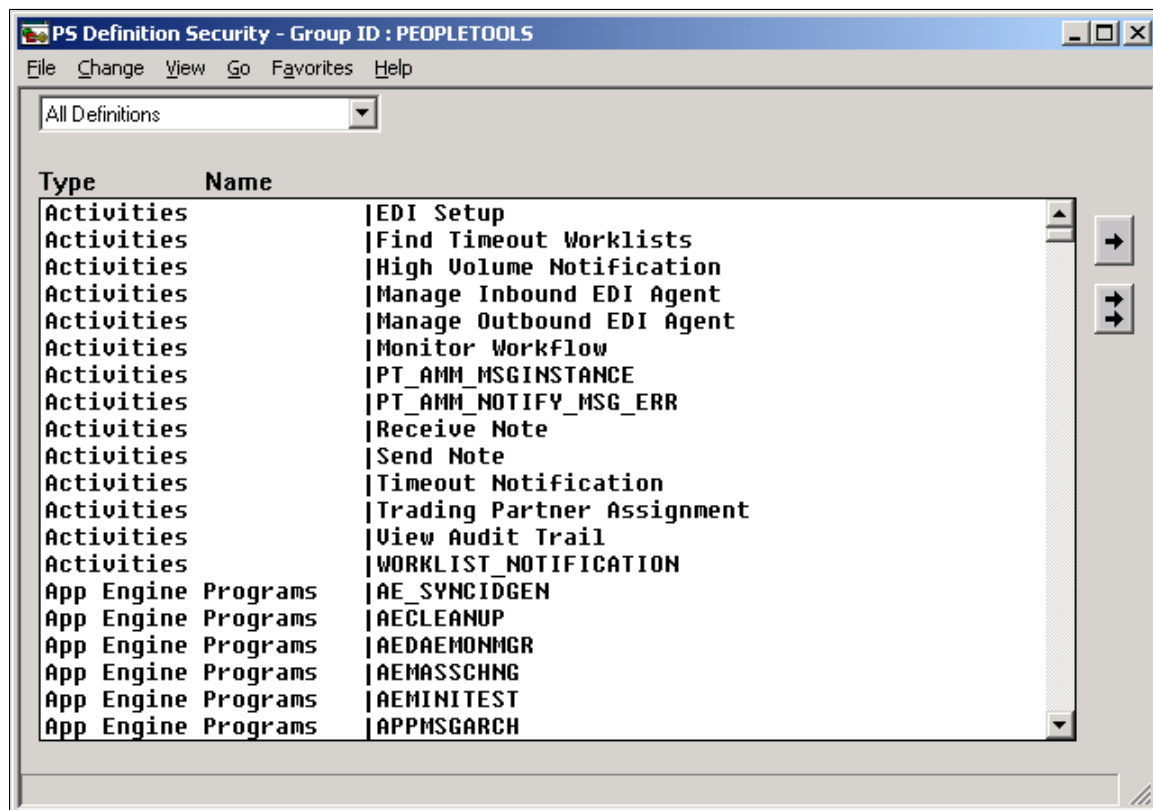 PS Definition Security - Group ID : PEOPLETOOLS
File Change View Go Favorites Help
All Definitions
Type Name
Activities |EDI Setup
Activities |Find Timeout Worklists
Activities |High Volume Notification
Activities |Manage Inbound EDI Agent
Activities |Manage Outbound EDI Agent
Activities |Monitor Workflow
Activities |PT_AMM_MSGINSTANCE
Activities |PT_AMM_NOTIFY_MSG_ERR
Activities |Receive Note
Activities |Send Note
Activities |Timeout Notification
Activities |Trading Partner Assignment
Activities |View Audit Trail
Activities |WORKLIST_NOTIFICATION
App Engine Programs |AE_SYNCIDGEN
App Engine Programs |AECLEANUP
App Engine Programs |AEDAEMONMGR
App Engine Programs |AEMASSCHNG
App Engine Programs |AEMINITEST
App Engine Programs |APPMSGARCH